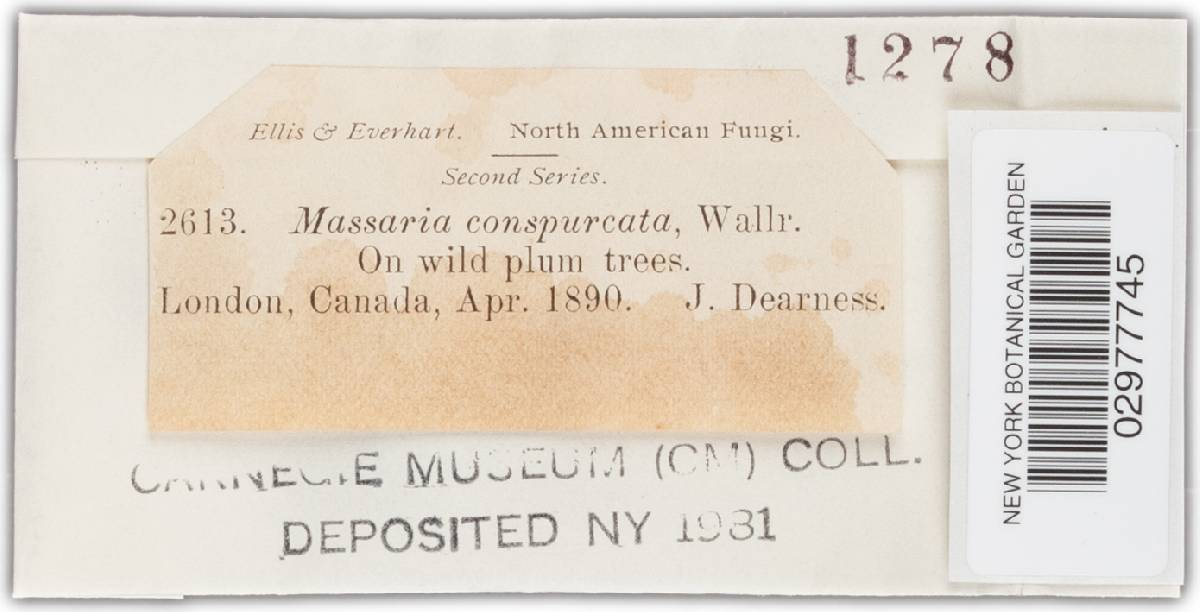 1278
Ellis & Everhart. North American Fungi.
Second Series.
2613. Massaria conspurcata, Wallr.
On wild plum trees.
London, Canada, Apr. 1890. J. Dearness.
CARNEGIE MUSEUM (CM) COLL.
DEPOSITED NY 1981
NEW YORK BOTANICAL GARDEN
02977745